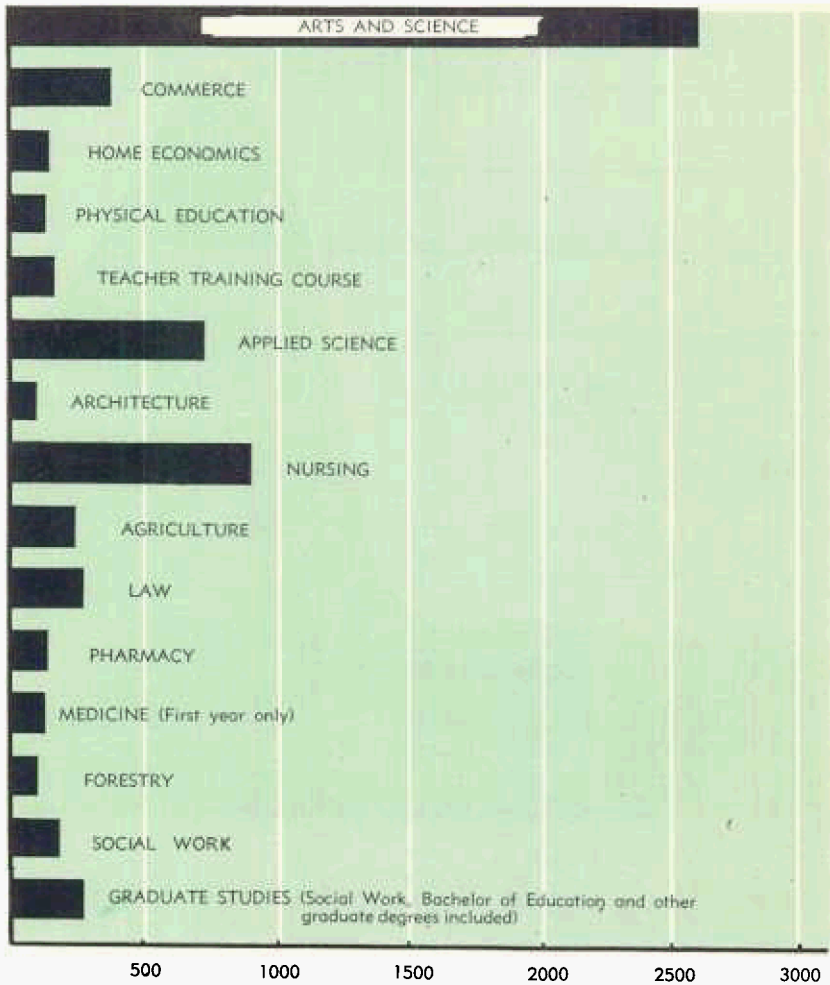 ARTS AND SCIENCE
COMMERCE
HOME ECONOMICS
PHYSICAL EDUCATION
TEACHER TRAINING COURSE
APPLIED SCIENCE
ARCHITECTURE
NURSING
AGRICULTURE
LAW
PHARMACY
MEDICINE (First year only)
FORESTRY
SOCIAL WORK
GRADUATE STUDIES (Social Work, Bachelor of Education and other
graduate degrees included)
500 1000 1500 2000 2500 3000